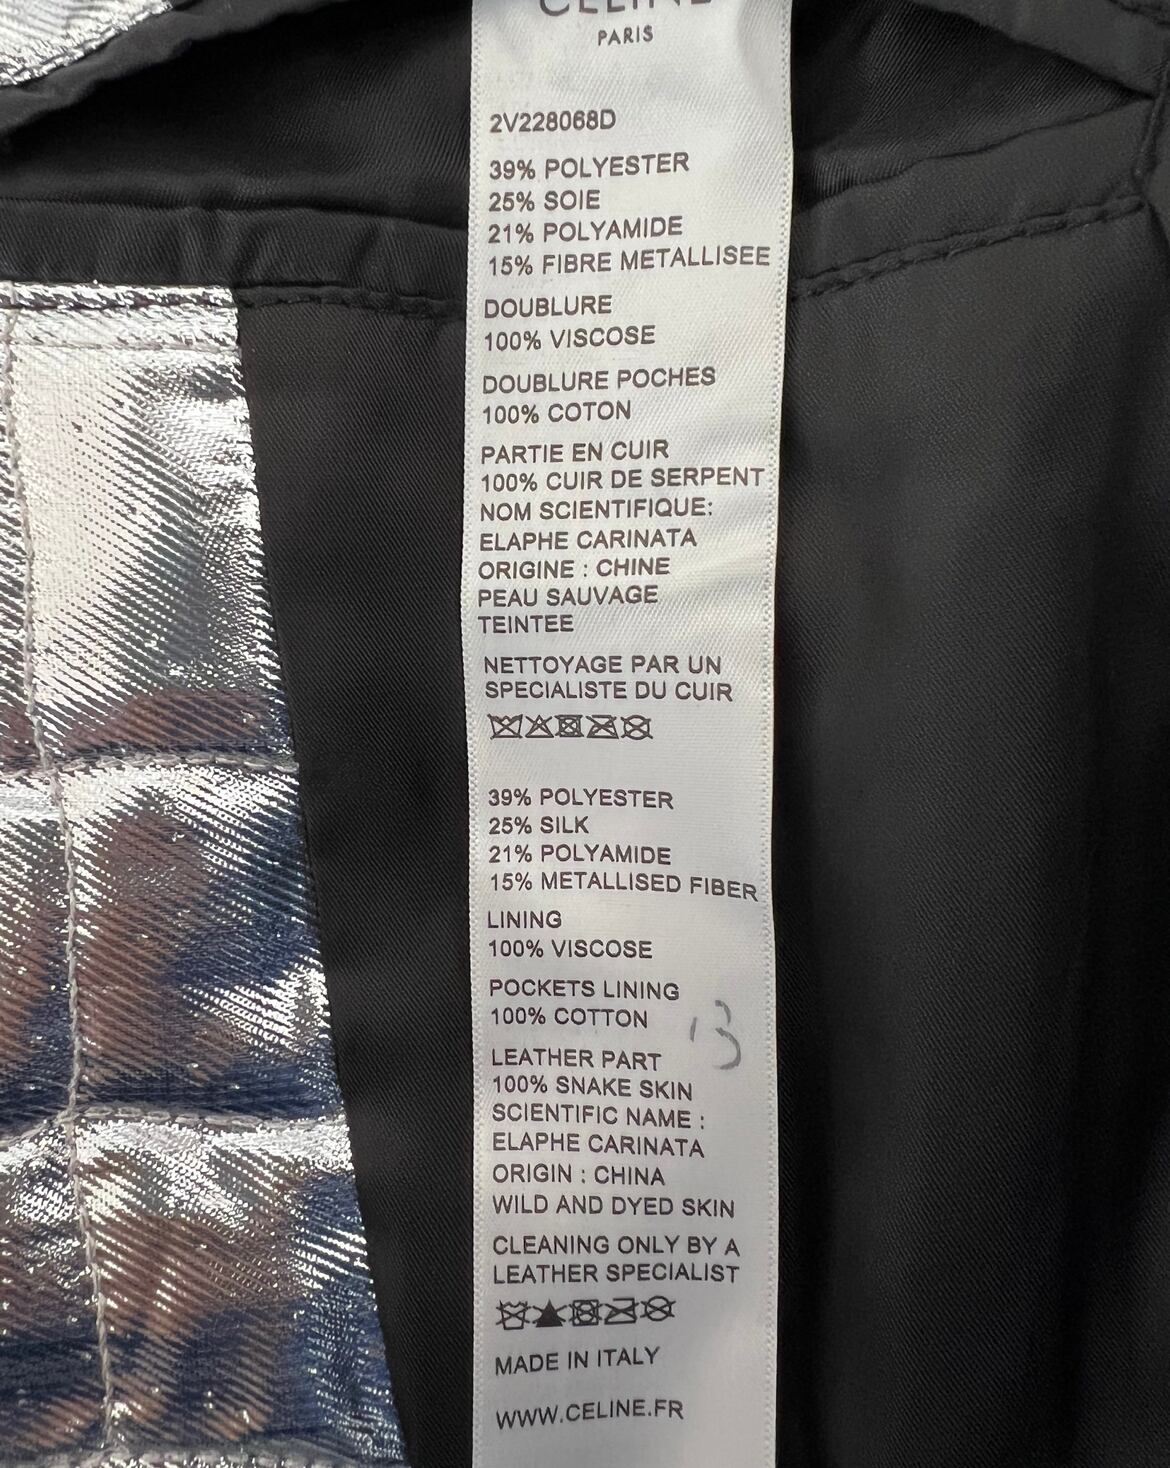 CELINE
PARIS
2V228068D
39% POLYESTER
25% SOIE
21% POLYAMIDE
15% FIBRE METALLISEE
DOUBLURE
100% VISCOSE
DOUBLURE POCHES
100% COTON
PARTIE EN CUIR
100% CUIR DE SERPENT
NOM SCIENTIFIQUE:
ELAPHE CARINATA
ORIGINE : CHINE
PEAU SAUVAGE
TEINTEE
NETTOYAGE PAR UN
SPECIALISTE DU CUIR
39% POLYESTER
25% SILK
21% POLYAMIDE
15% METALLISED FIBER
LINING
100% VISCOSE
POCKETS LINING
100% COTTON
LEATHER PART
100% SNAKE SKIN
SCIENTIFIC NAME :
ELAPHE CARINATA
ORIGIN : CHINA
WILD AND DYED SKIN
CLEANING ONLY BY A
LEATHER SPECIALIST
MADE IN ITALY
WWW.CELINE.FR